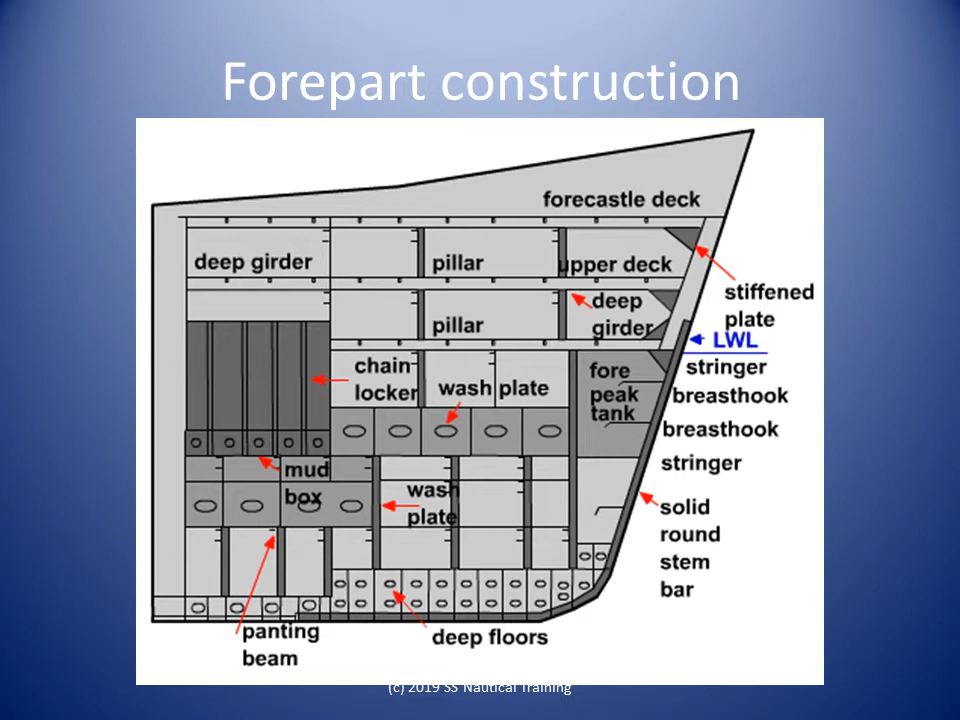 Forepart construction
forecastle deck
deep girder
pillar
upper deck
stiffened
plate
deep
girder
pillar
LWL
chain
locker
wash plate
fore
peak
tank
stringer
breasthook
breasthook
stringer
mud
box
wash
plate
solid
round
stem
bar
panting
beam
deep floors
(c) 2019 SS Nautical Training